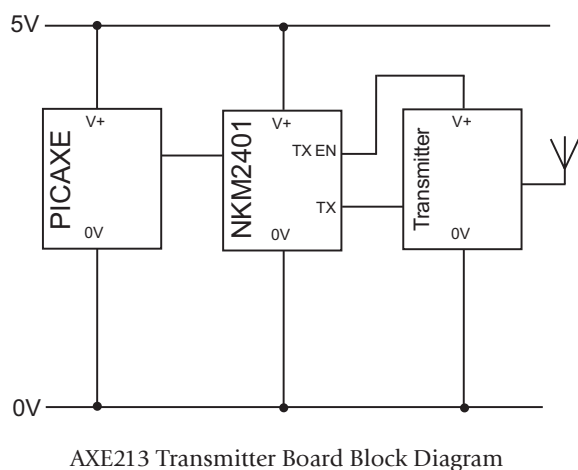 5V
V+
PICAXE
0V
V+
NKM2401
TX EN
TX
0V
V+
Transmitter
0V
0V
AXE213 Transmitter Board Block Diagram